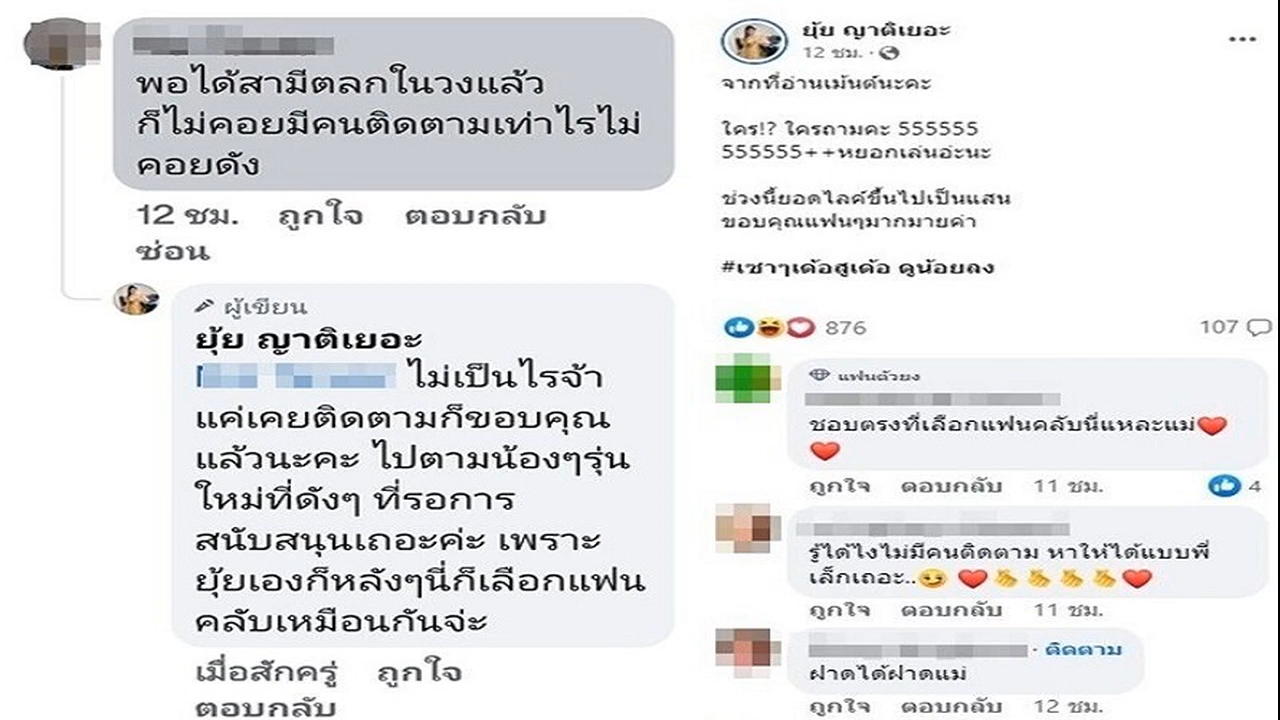 พอได้สามีตลกในวงแล้ว
ก็ไม่คอยมีคนติดตามเท่าไรไม่
คอยดัง
12 ชม. ถูกใจ ตอบกลับ
ซ่อน
ผู้เขียน
ยุ้ย ญาติเยอะ
ไม่เป็นไรจ้า
แค่เคยติดตามก็ขอบคุณ
แล้วนะคะ ไปตามน้องๆรุ่น
ใหม่ที่ดังๆ ที่รอการ
สนับสนุนเถอะค่ะ เพราะ
ยุ้ยเองก็หลังๆนี่ก็เลือกแฟน
คลับเหมือนกันจ่ะ
เมื่อสักครู่ ถูกใจ
ตอบกลับ
ยุ้ย ญาติเยอะ
12 ชม.
จากที่อ่านเม้นต์นะคะ
ใคร!? ใครถามคะ 555555
555555++หยอกเล่นอ่ะนะ
ช่วงนี้ยอดไลค์ขึ้นไปเป็นแสน
ขอบคุณแฟนๆมากมายค่า
#เซาๆเด้อสูเด้อ ดูน้อยลง
876
107
แฟนตัวยง
ชอบตรงที่เลือกแฟนคลับนี่แหละแม่❤️
❤️
ถูกใจ ตอบกลับ 11 ชม. 4
รู้ได้ไงไม่มีคนติดตาม หาให้ได้แบบพี่
เล็กเถอะ..
ถูกใจ ตอบกลับ 11 ชม.
· ติดตาม
ฝาดได้ฝาดแม่
ถูกใจ ตอบกลับ 12 ชม.